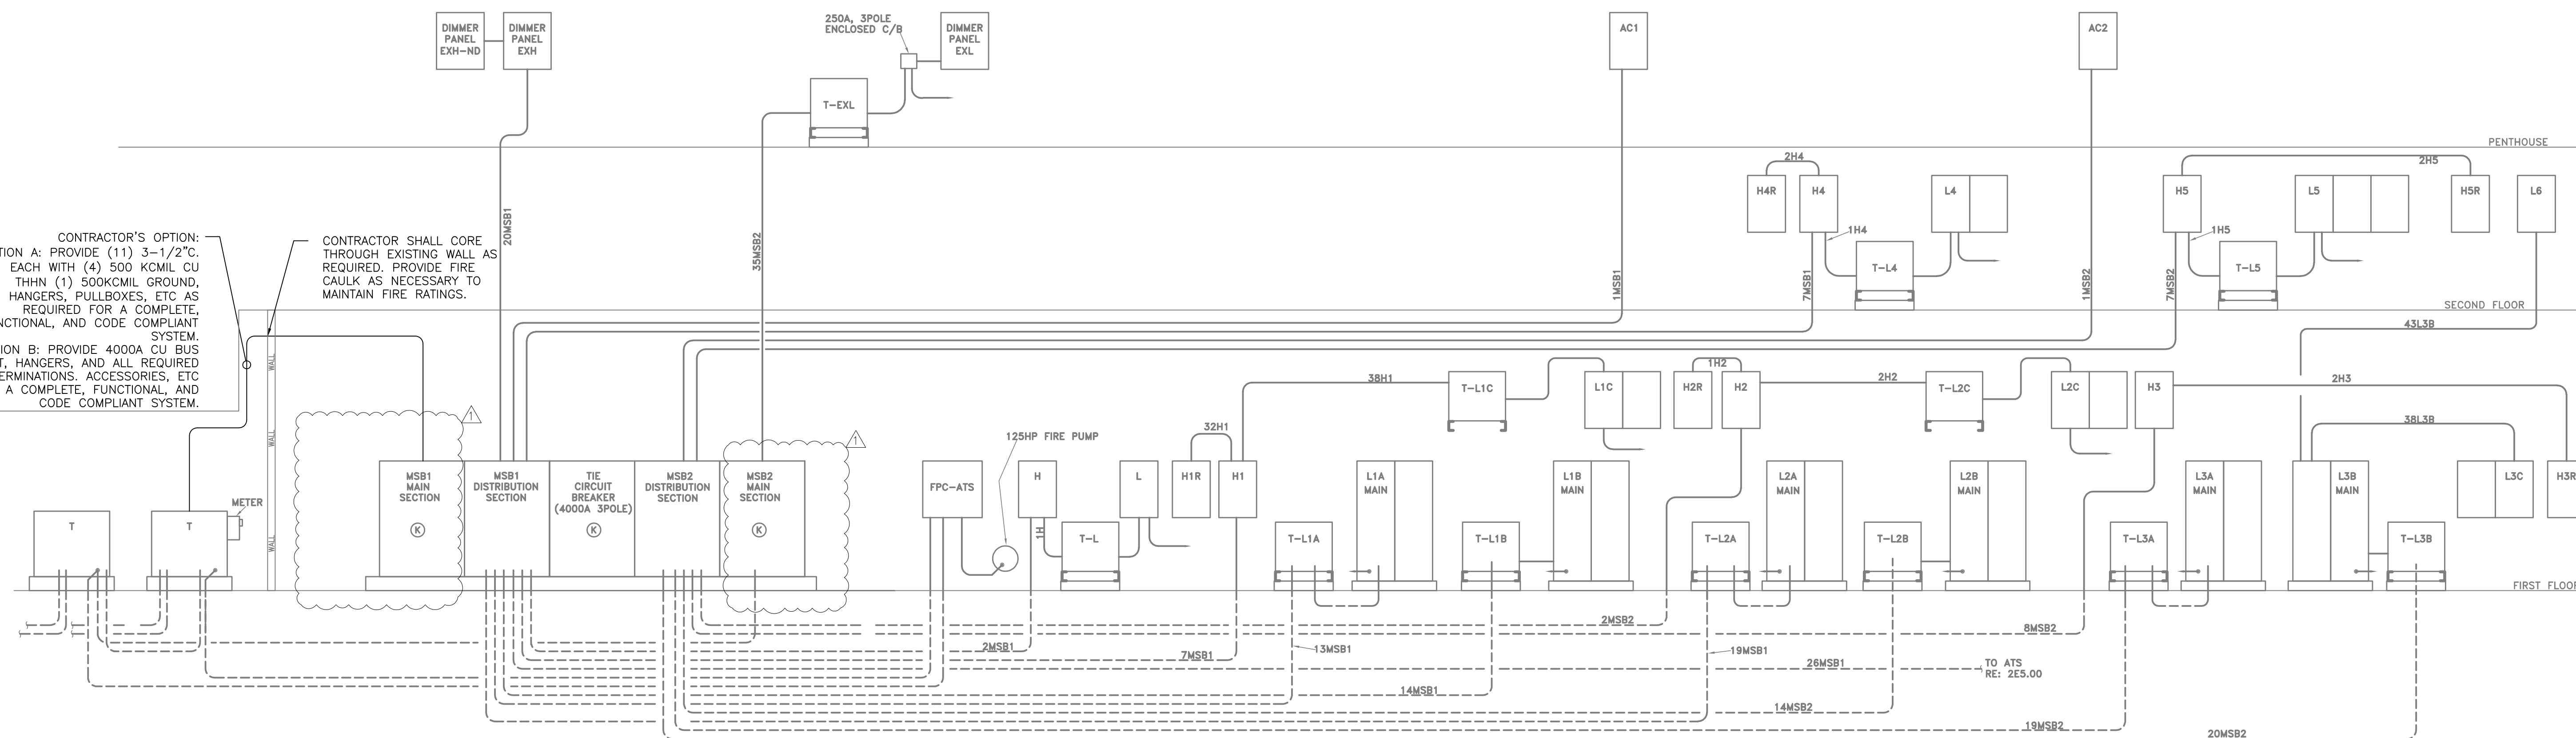 DIMMER
PANEL
EXH-ND
DIMMER
PANEL
EXH
250A, 3POLE
ENCLOSED C/B
DIMMER
PANEL
EXL
AC1
AC2
T-EXL
PENTHOUSE
2H4
2H5
H4R
H4
L4
H5
L5
H5R
L6
20MSB1
35MSB2
1MSB1
7MSB1
1H4
T-L4
1MSB2
7MSB2
1H5
T-L5
CONTRACTOR'S OPTION:
TION A: PROVIDE (11) 3-1/2"C.
EACH WITH (4) 500 KCMIL CU
THHN (1) 500KCMIL GROUND,
HANGERS, PULLBOXES, ETC AS
REQUIRED FOR A COMPLETE,
NCTIONAL, AND CODE COMPLIANT
SYSTEM.
ION B: PROVIDE 4000A CU BUS
T, HANGERS, AND ALL REQUIRED
ERMINATIONS. ACCESSORIES, ETC
A COMPLETE, FUNCTIONAL, AND
CODE COMPLIANT SYSTEM.
CONTRACTOR SHALL CORE
THROUGH EXISTING WALL AS
REQUIRED. PROVIDE FIRE
CAULK AS NECESSARY TO
MAINTAIN FIRE RATINGS.
SECOND FLOOR
43L3B
WALL
WALL
WALL
38H1
T-L1C
L1C
1H2
H2R
H2
2H2
T-L2C
L2C
H3
2H3
1
1
32H1
38L3B
125HP FIRE PUMP
METER
T
T
MSB1
MAIN
SECTION
K
MSB1
DISTRIBUTION
SECTION
TIE
CIRCUIT
BREAKER
(4000A 3POLE)
K
MSB2
DISTRIBUTION
SECTION
MSB2
MAIN
SECTION
K
FPC-ATS
H
1H
L
T-L
H1R
H1
T-L1A
L1A
MAIN
T-L1B
L1B
MAIN
T-L2A
L2A
MAIN
T-L2B
L2B
MAIN
T-L3A
L3A
MAIN
L3B
MAIN
T-L3B
L3C
H3R
FIRST FLOOR
2MSB2
8MSB2
2MSB1
7MSB1
13MSB1
19MSB1
26MSB1
TO ATS
RE: 2E5.00
14MSB1
14MSB2
19MSB2
20MSB2